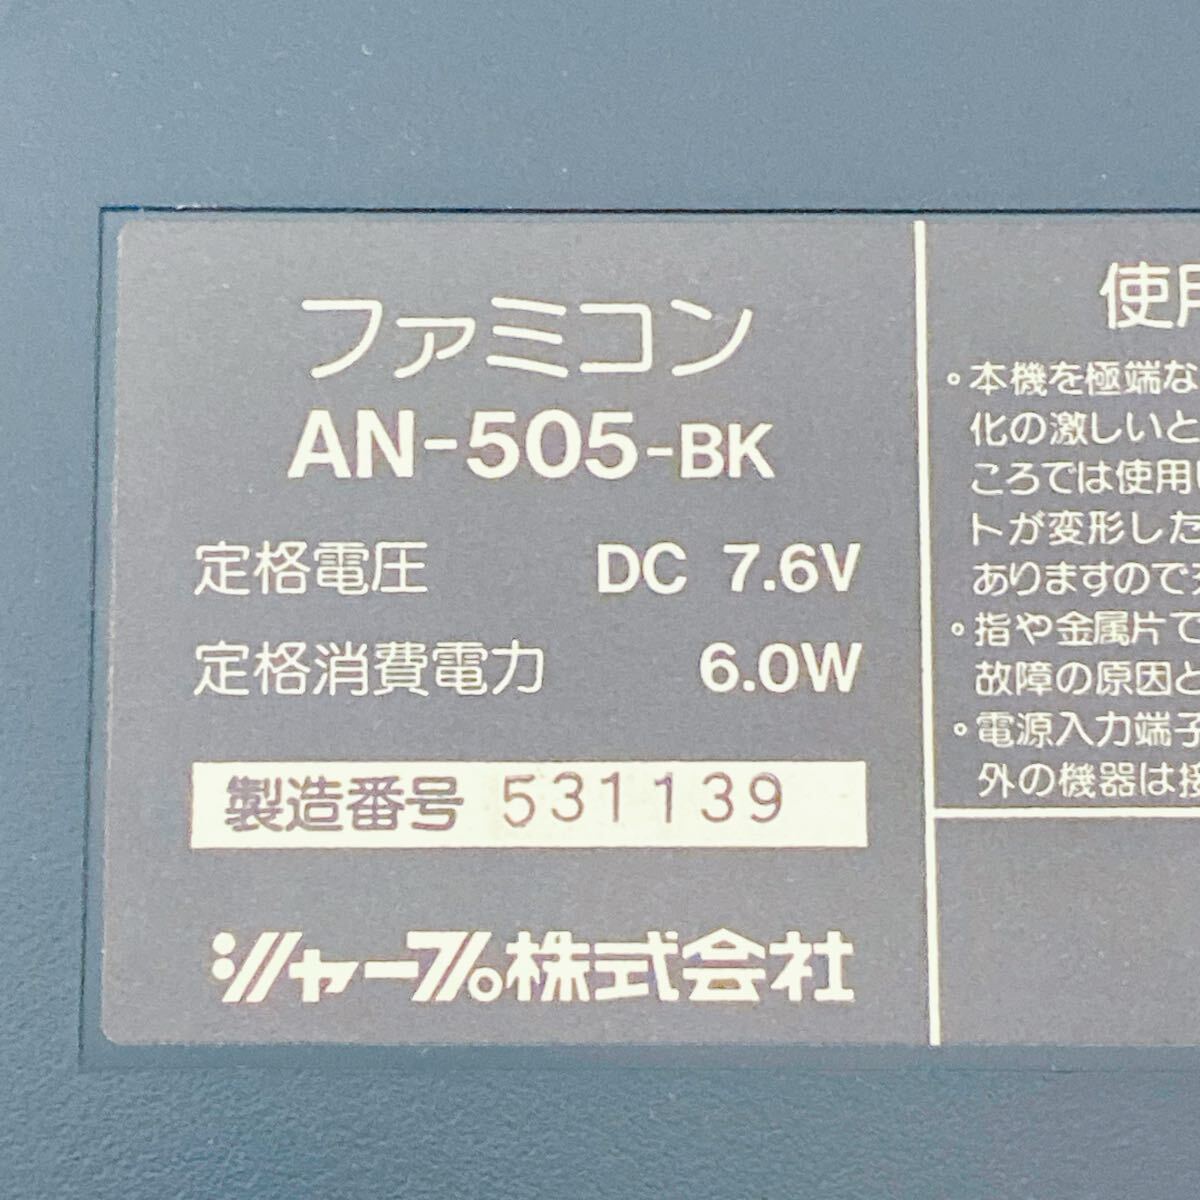 ファミコン
AN-505-BK
定格電圧 DC 7.6V
定格消費電力 6.0W
製造番号 531139
シャープ株式会社
使用
。本機を極端な
化の激しいと
ころでは使用
トが変形した
ありますので
。指や金属片で
故障の原因と
。電源入力端子
外の機器は接